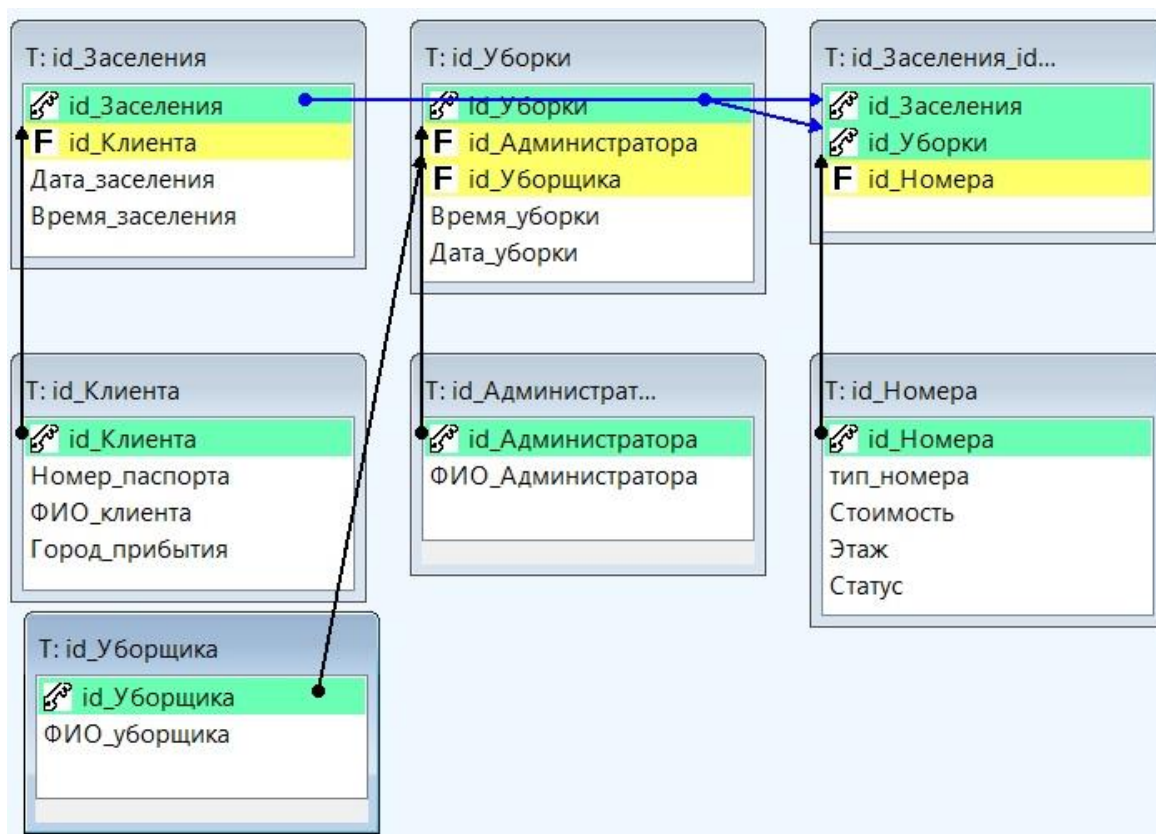 T: id_Заселения
id_Заселения
F id_Клиента
Дата_заселения
Время_заселения
T: id_Уборки
id_Уборки
F id_Администратора
F id_Уборщика
Время_уборки
Дата_уборки
T: id_Заселения_id...
id_Заселения
id_Уборки
F id_Номера
T: id_Клиента
id_Клиента
Номер_паспорта
ФИО_клиента
Город_прибытия
T: id_Администрат...
id_Администратора
ФИО_Администратора
T: id_Номера
id_Номера
тип_номера
Стоимость
Этаж
Статус
T: id_Уборщика
id_Уборщика
ФИО_уборщика